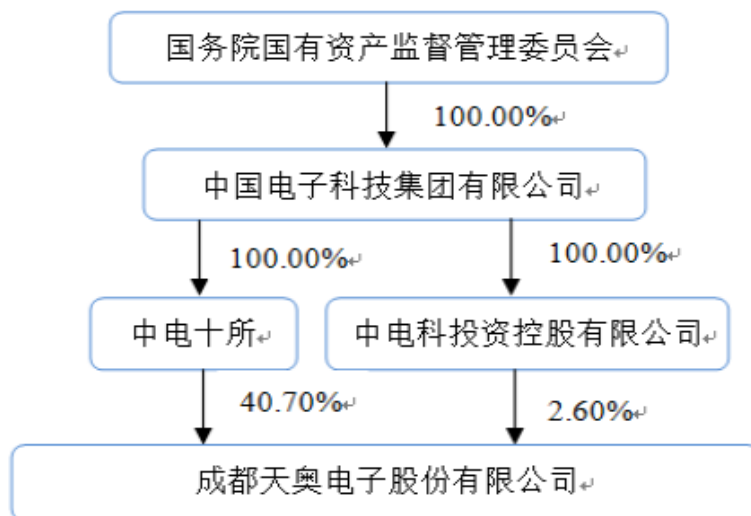 国务院国有资产监督管理委员会↵
100.00%↵
中国电子科技集团有限公司↵
100.00%↵
100.00%↵
中电十所↵
中电科投资控股有限公司↵
40.70%↵
2.60%↵
成都天奥电子股份有限公司↵